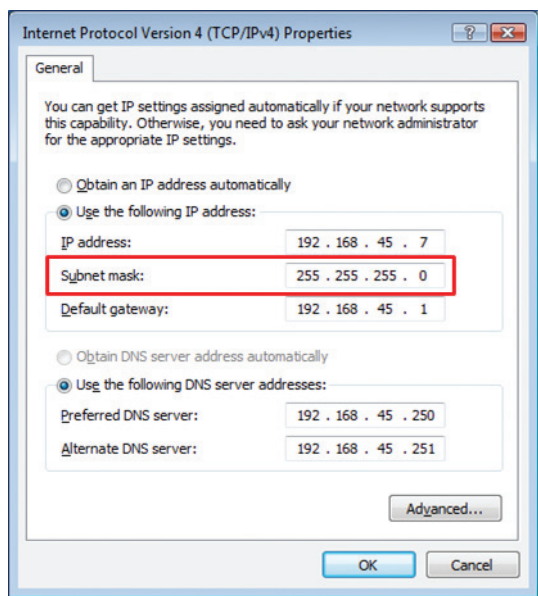 Internet Protocol Version 4 (TCP/IPv4) Properties
General
You can get IP settings assigned automatically if your network supports
this capability. Otherwise, you need to ask your network administrator
for the appropriate IP settings.
Obtain an IP address automatically
Use the following IP address:
IP address: 192 . 168 . 45 . 7
Subnet mask: 255 . 255 . 255 . 0
Default gateway: 192 . 168 . 45 . 1
Obtain DNS server address automatically
Use the following DNS server addresses:
Preferred DNS server: 192 . 168 . 45 . 250
Alternate DNS server: 192 . 168 . 45 . 251
Advanced...
OK Cancel